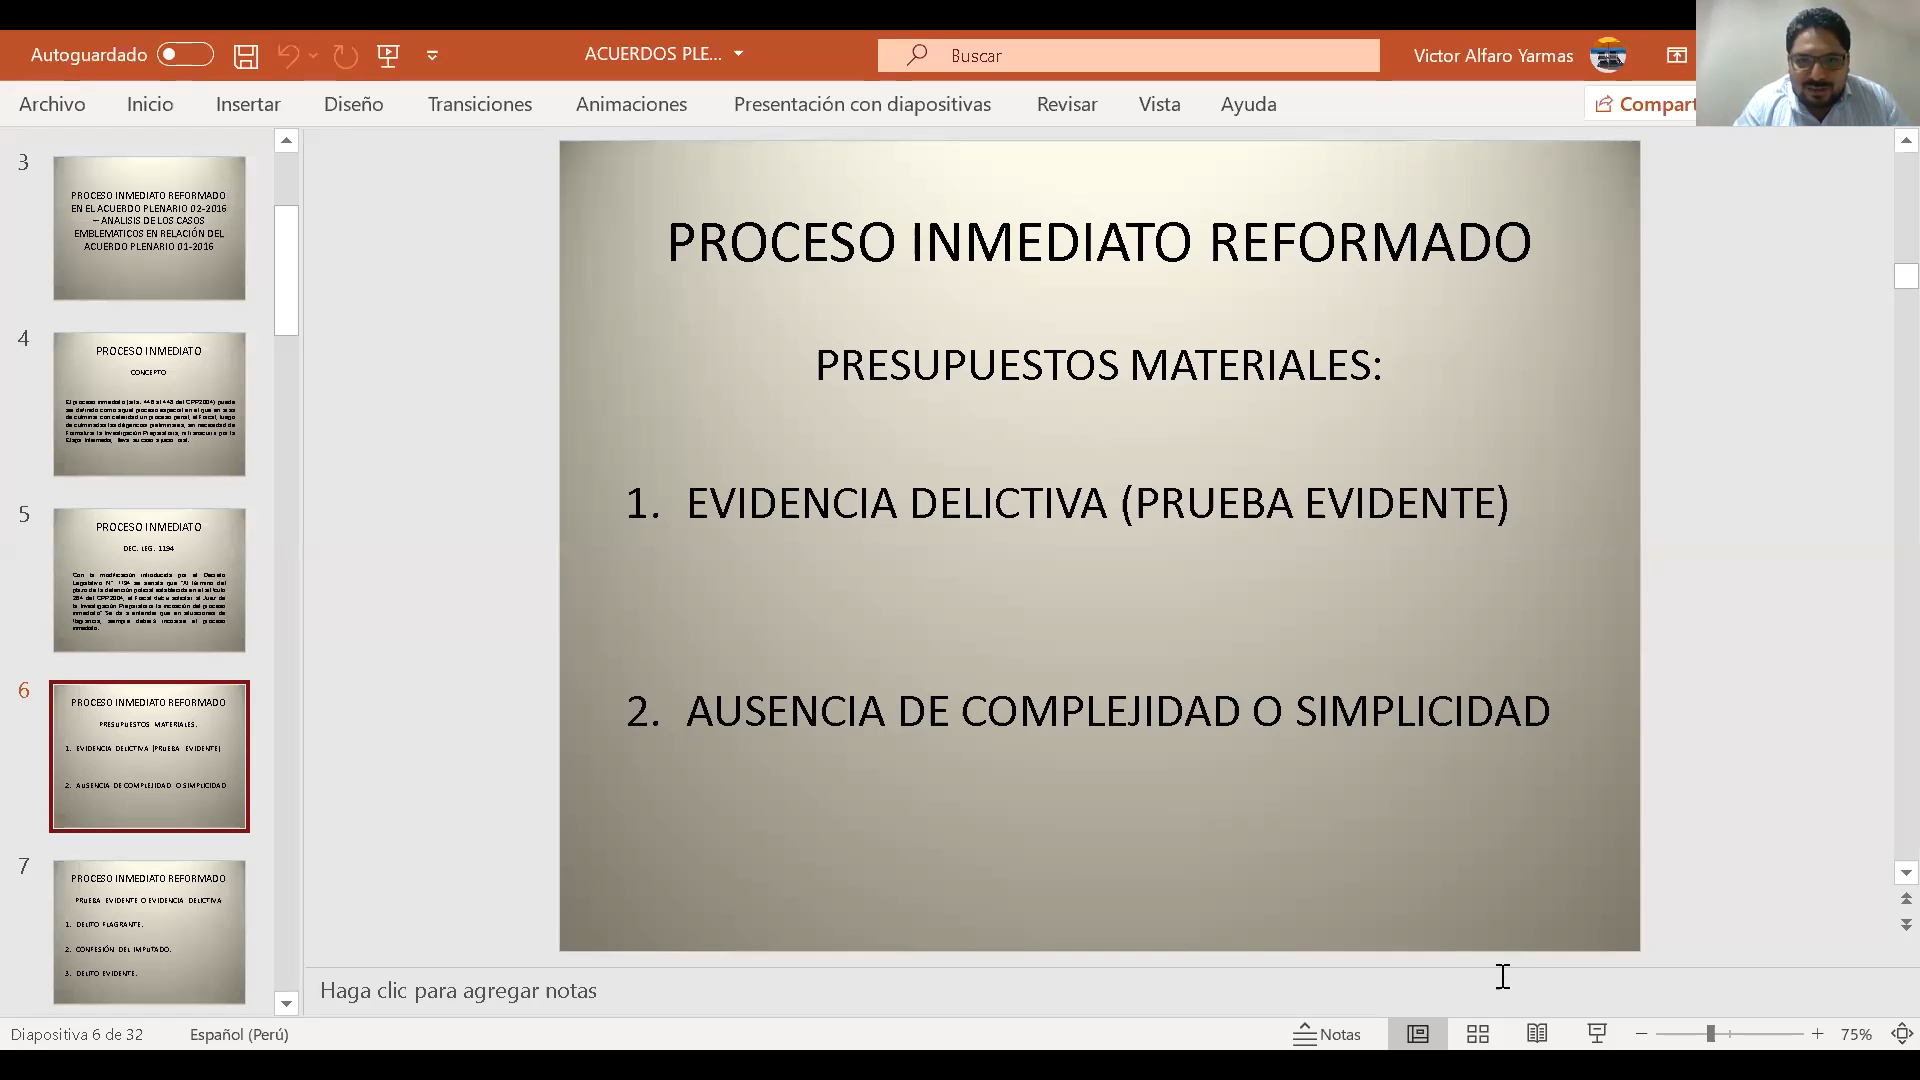 Autoguardado
ACUERDOS PLE...
Buscar
Victor Alfaro Yarmas
Archivo
Inicio
Insertar
Diseño
Transiciones
Animaciones
Presentación con diapositivas
Revisar
Vista
Ayuda
Compart
3
PROCESO INMEDIATO REFORMADO
EN EL ACUERDO PLENARIO 02-2016
– ANALISIS DE LOS CASOS
EMBLEMATICOS EN RELACIÓN DEL
ACUERDO PLENARIO 01-2016
4
PROCESO INMEDIATO
CONCEPTO
5
PROCESO INMEDIATO
DEC. LEG. 1194
6
PROCESO INMEDIATO REFORMADO
PRESUPUESTOS MATERIALES:
1. EVIDENCIA DELICTIVA (PRUEBA EVIDENTE)
2. AUSENCIA DE COMPLEJIDAD O SIMPLICIDAD
7
PROCESO INMEDIATO REFORMADO
PRUEBA EVIDENTE O EVIDENCIA DELICTIVA
1. DELITO FLAGRANTE.
2. CONFESIÓN DEL IMPUTADO.
3. DELITO EVIDENTE.
PROCESO INMEDIATO REFORMADO
PRESUPUESTOS MATERIALES:
1. EVIDENCIA DELICTIVA (PRUEBA EVIDENTE)
2. AUSENCIA DE COMPLEJIDAD O SIMPLICIDAD
Haga clic para agregar notas
Diapositiva 6 de 32
Español (Perú)
Notas
75%